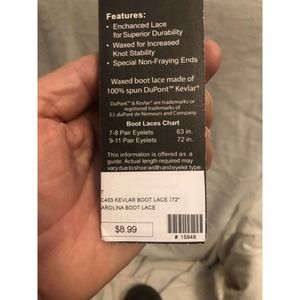 Features:
• Enchanced Lace
for Superior Durability
• Waxed for Increased
Knot Stability
• Special Non-Fraying Ends
Waxed boot lace made of
100% spun DuPont™ Kevlar®
DuPont™ & Kevlar® are trademarks or
registered trademarks of
E.I. duPont de Nemours and Company.
Boot Laces Chart
7-8 Pair Eyelets 63 in.
9-11 Pair Eyelets 72 in.
This information is offered as a
guide. Actual length required may
vary due to shoe width and eyelet type.
C403 KEVLAR BOOT LACE 72"
AROLINA BOOT LACE
$8.99
# 15949